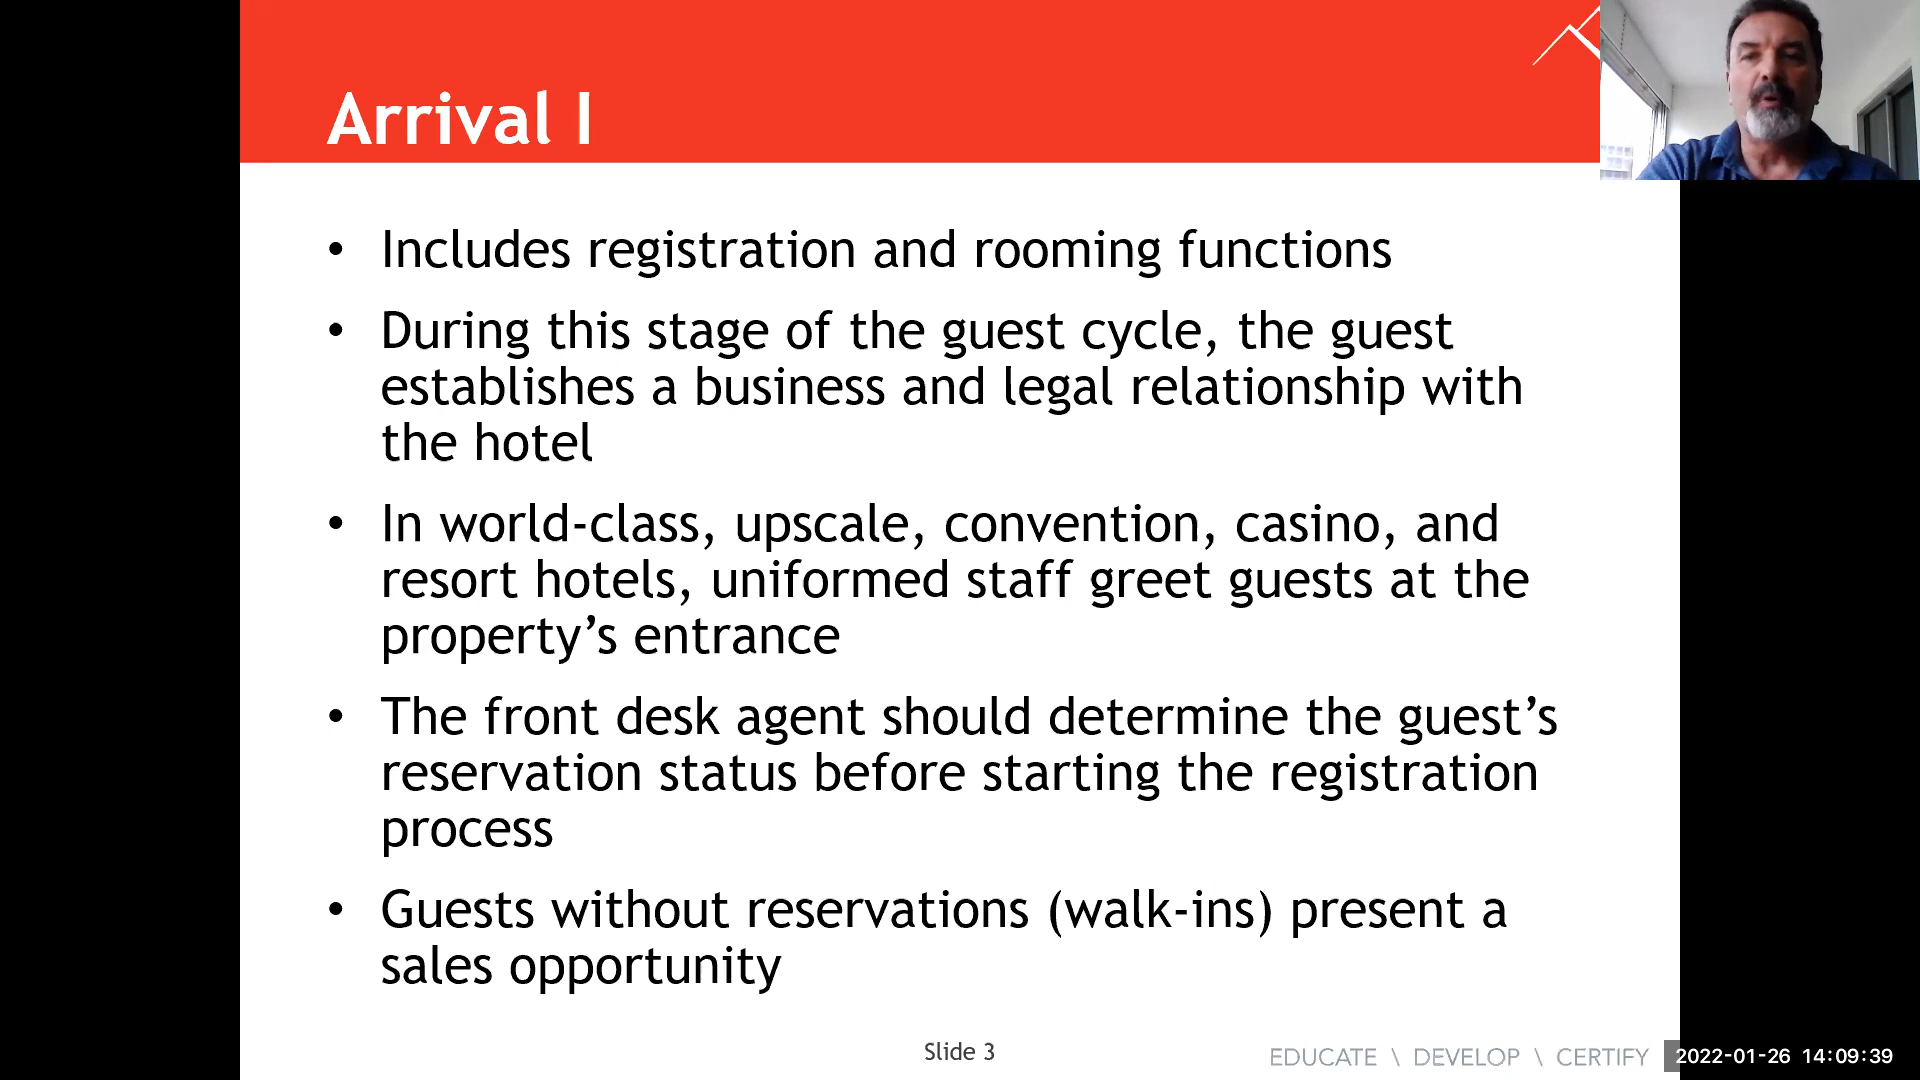 Arrival I
• Includes registration and rooming functions
• During this stage of the guest cycle, the guest
establishes a business and legal relationship with
the hotel
• In world-class, upscale, convention, casino, and
resort hotels, uniformed staff greet guests at the
property’s entrance
• The front desk agent should determine the guest’s
reservation status before starting the registration
process
• Guests without reservations (walk-ins) present a
sales opportunity
Slide 3
EDUCATE \ DEVELOP \ CERTIFY
2022-01-26 14:09:39